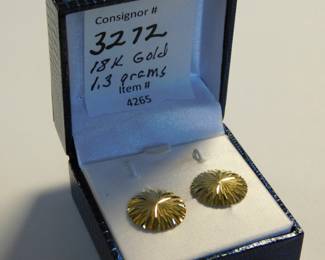 Consignor #
3272
18K Gold
1.3 grams
Item #
4265